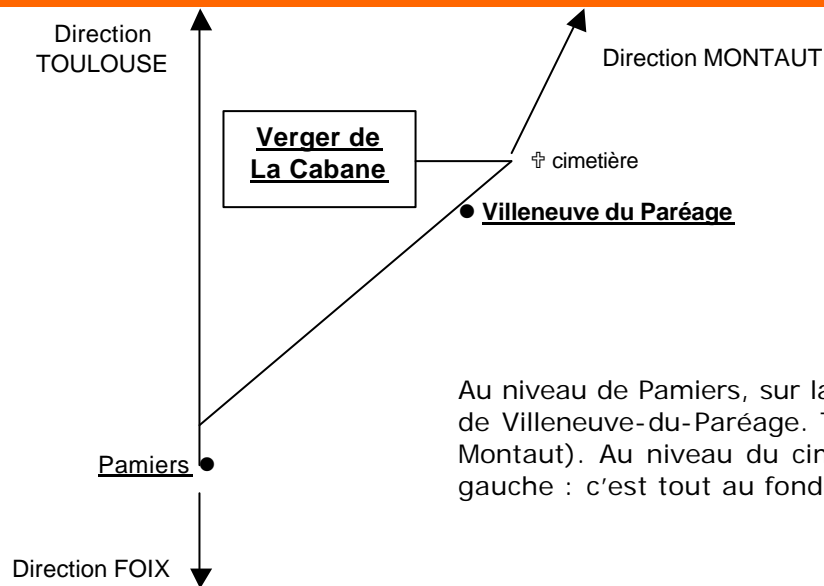 Direction
TOULOUSE
Direction MONTAUT
Verger de
La Cabane
✞ cimetière
Villeneuve du Paréage
Au niveau de Pamiers, sur la
de Villeneuve-du-Paréage.
Montaut). Au niveau du
gauche : c’est tout au fond
Pamiers
Direction FOIX